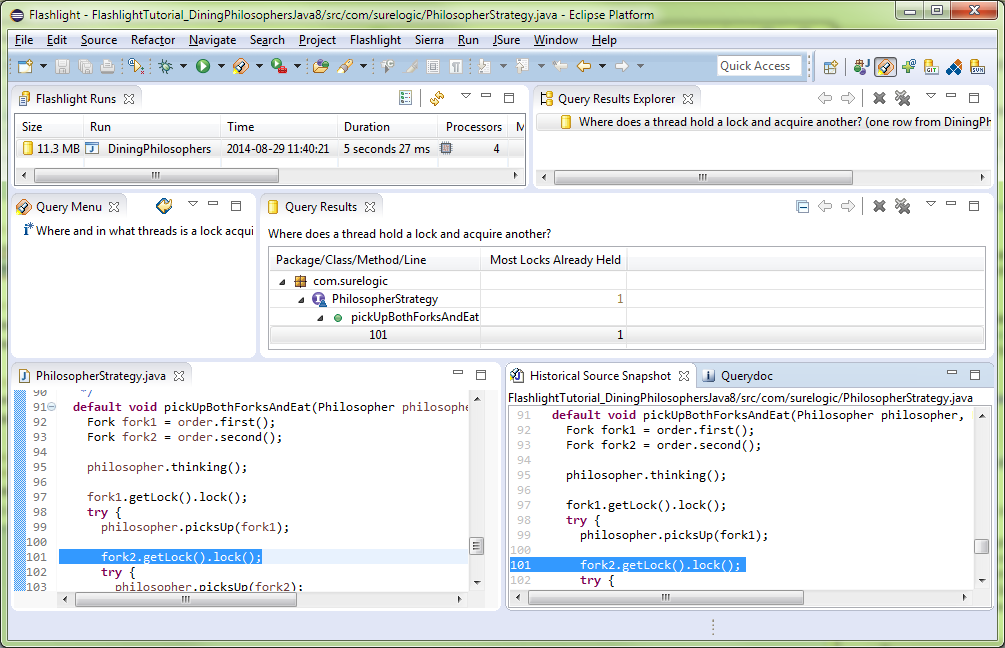 Flashlight - FlashlightTutorial_DiningPhilosophersJava8/src/com/surelogic/PhilosopherStrategy.java - Eclipse Platform
File Edit Source Refactor Navigate Search Project Flashlight Sierra Run JSure Window Help
Quick Access
Flashlight Runs
Size Run Time Duration Processors M
11.3 MB DiningPhilosophers 2014-08-29 11:40:21 5 seconds 27 ms 4
Query Results Explorer
Where does a thread hold a lock and acquire another? (one row from DiningPh
Query Menu
Where and in what threads is a lock acqui
Query Results
Where does a thread hold a lock and acquire another?
Package/Class/Method/Line Most Locks Already Held
com.surelogic
PhilosopherStrategy 1
pickUpBothForksAndEat
101 1
PhilosopherStrategy.java
90 */
91 default void pickUpBothForksAndEat(Philosopher philosophe
92 Fork fork1 = order.first();
93 Fork fork2 = order.second();
94
95 philosopher.thinking();
96
97 fork1.getLock().lock();
98 try {
99 philosopher.picksUp(fork1);
100
101 fork2.getLock().lock();
102 try {
103 philosopher.picksUp(fork2);
Historical Source Snapshot Querydoc
FlashlightTutorial_DiningPhilosophersJava8/src/com/surelogic/PhilosopherStrategy.java
91 default void pickUpBothForksAndEat(Philosopher philosopher,
92 Fork fork1 = order.first();
93 Fork fork2 = order.second();
94
95 philosopher.thinking();
96
97 fork1.getLock().lock();
98 try {
99 philosopher.picksUp(fork1);
100
101 fork2.getLock().lock();
102 try {